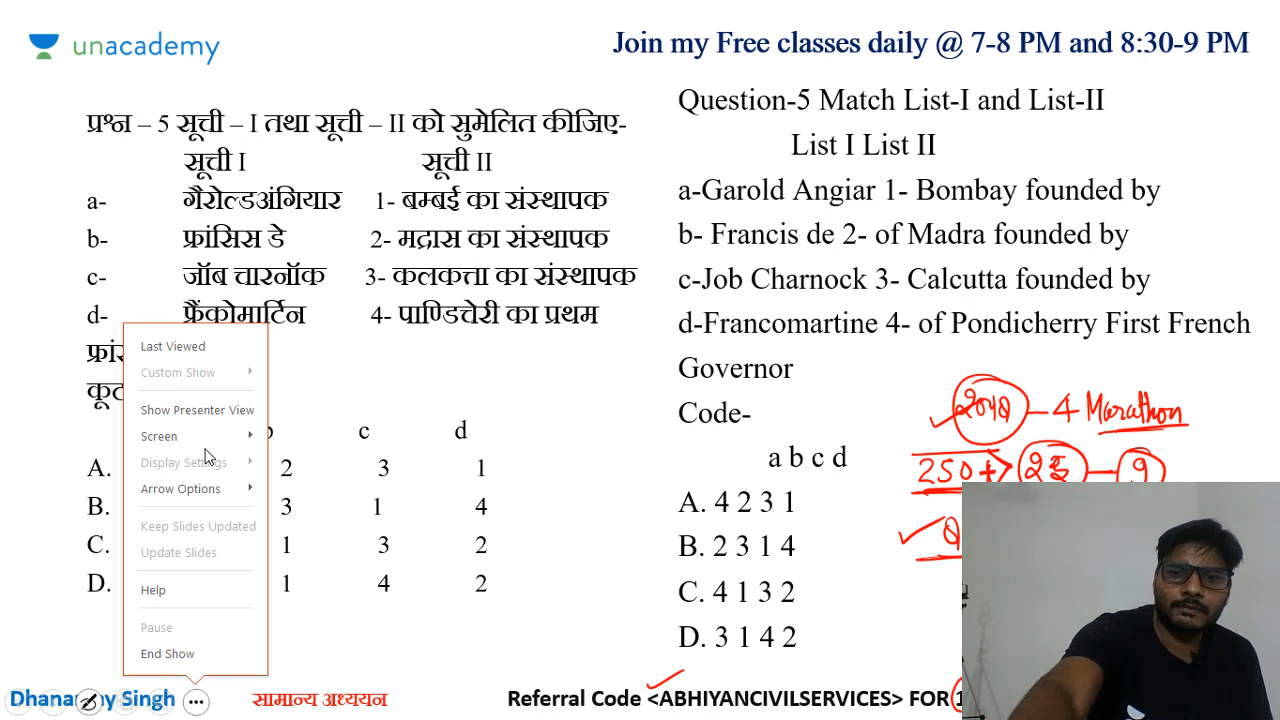 unacademy
Join my Free classes daily @ 7-8 PM and 8:30-9 PM
प्रश्न – 5 सूची – I तथा सूची – II को सुमेलित कीजिए-
सूची I सूची II
a- गैरोल्डअंगियार 1- बम्बई का संस्थापक
b- फ्रांसिस डे 2- मद्रास का संस्थापक
c- जॉब चारनॉक 3- कलकत्ता का संस्थापक
d- फ्रैंकोमार्टिन 4- पाण्डिचेरी का प्रथम
c d
A. 2 3 1
B. 3 1 4
C. 1 3 2
D. 1 4 2
Last Viewed
Custom Show
Show Presenter View
Screen
Display Settings
Arrow Options
Keep Slides Updated
Update Slides
Help
Pause
End Show
Question-5 Match List-I and List-II
List I List II
a-Garold Angiar 1- Bombay founded by
b- Francis de 2- of Madra founded by
c-Job Charnock 3- Calcutta founded by
d-Francomartine 4- of Pondicherry First French
Governor
Code-
a b c d
A. 4 2 3 1
B. 2 3 1 4
C. 4 1 3 2
D. 3 1 4 2
– 4 Marathon
250+
Singh
सामान्य अध्ययन
Referral Code <ABHIYANCIVILSERVICES> FOR